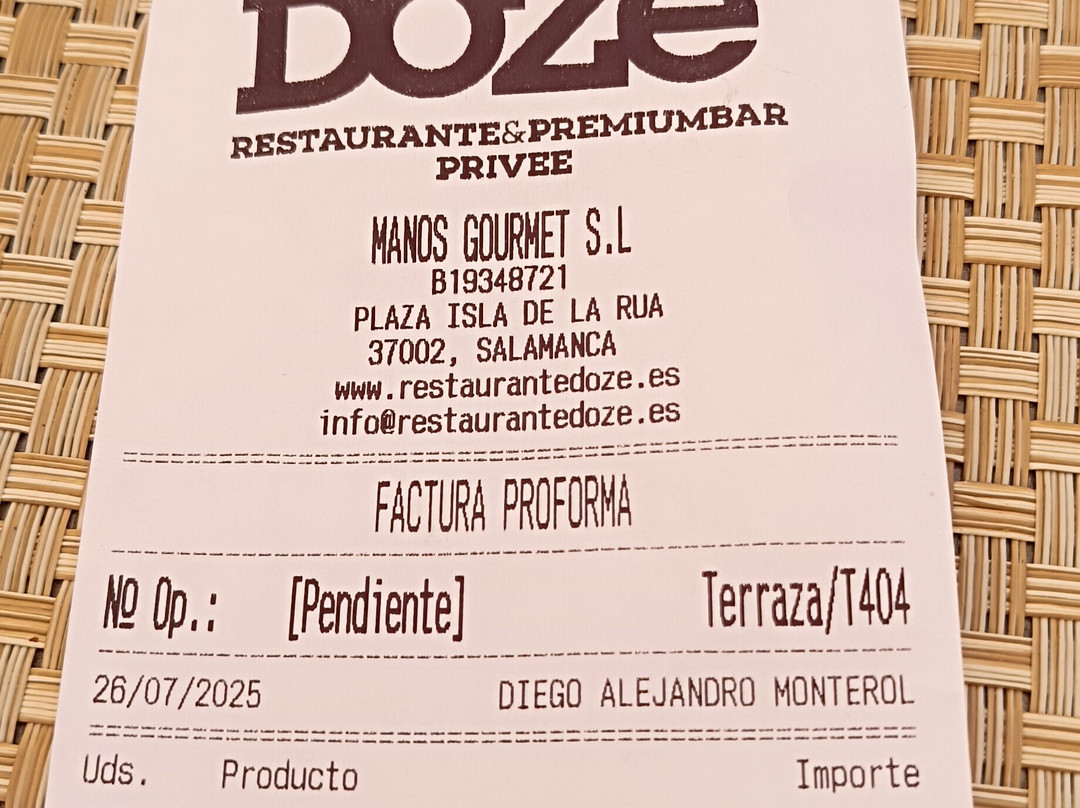 DOZe
RESTAURANTE&PREMIUMBAR
PRIVEE
MANOS GOURMET S.L
B19348721
PLAZA ISLA DE LA RUA
37002, SALAMANCA
www.restaurantedoze.es
info@restaurantedoze.es
FACTURA PROFORMA
Nº Op.: [Pendiente] Terraza/T404
26/07/2025 DIEGO ALEJANDRO MONTEROL
Uds. Producto Importe